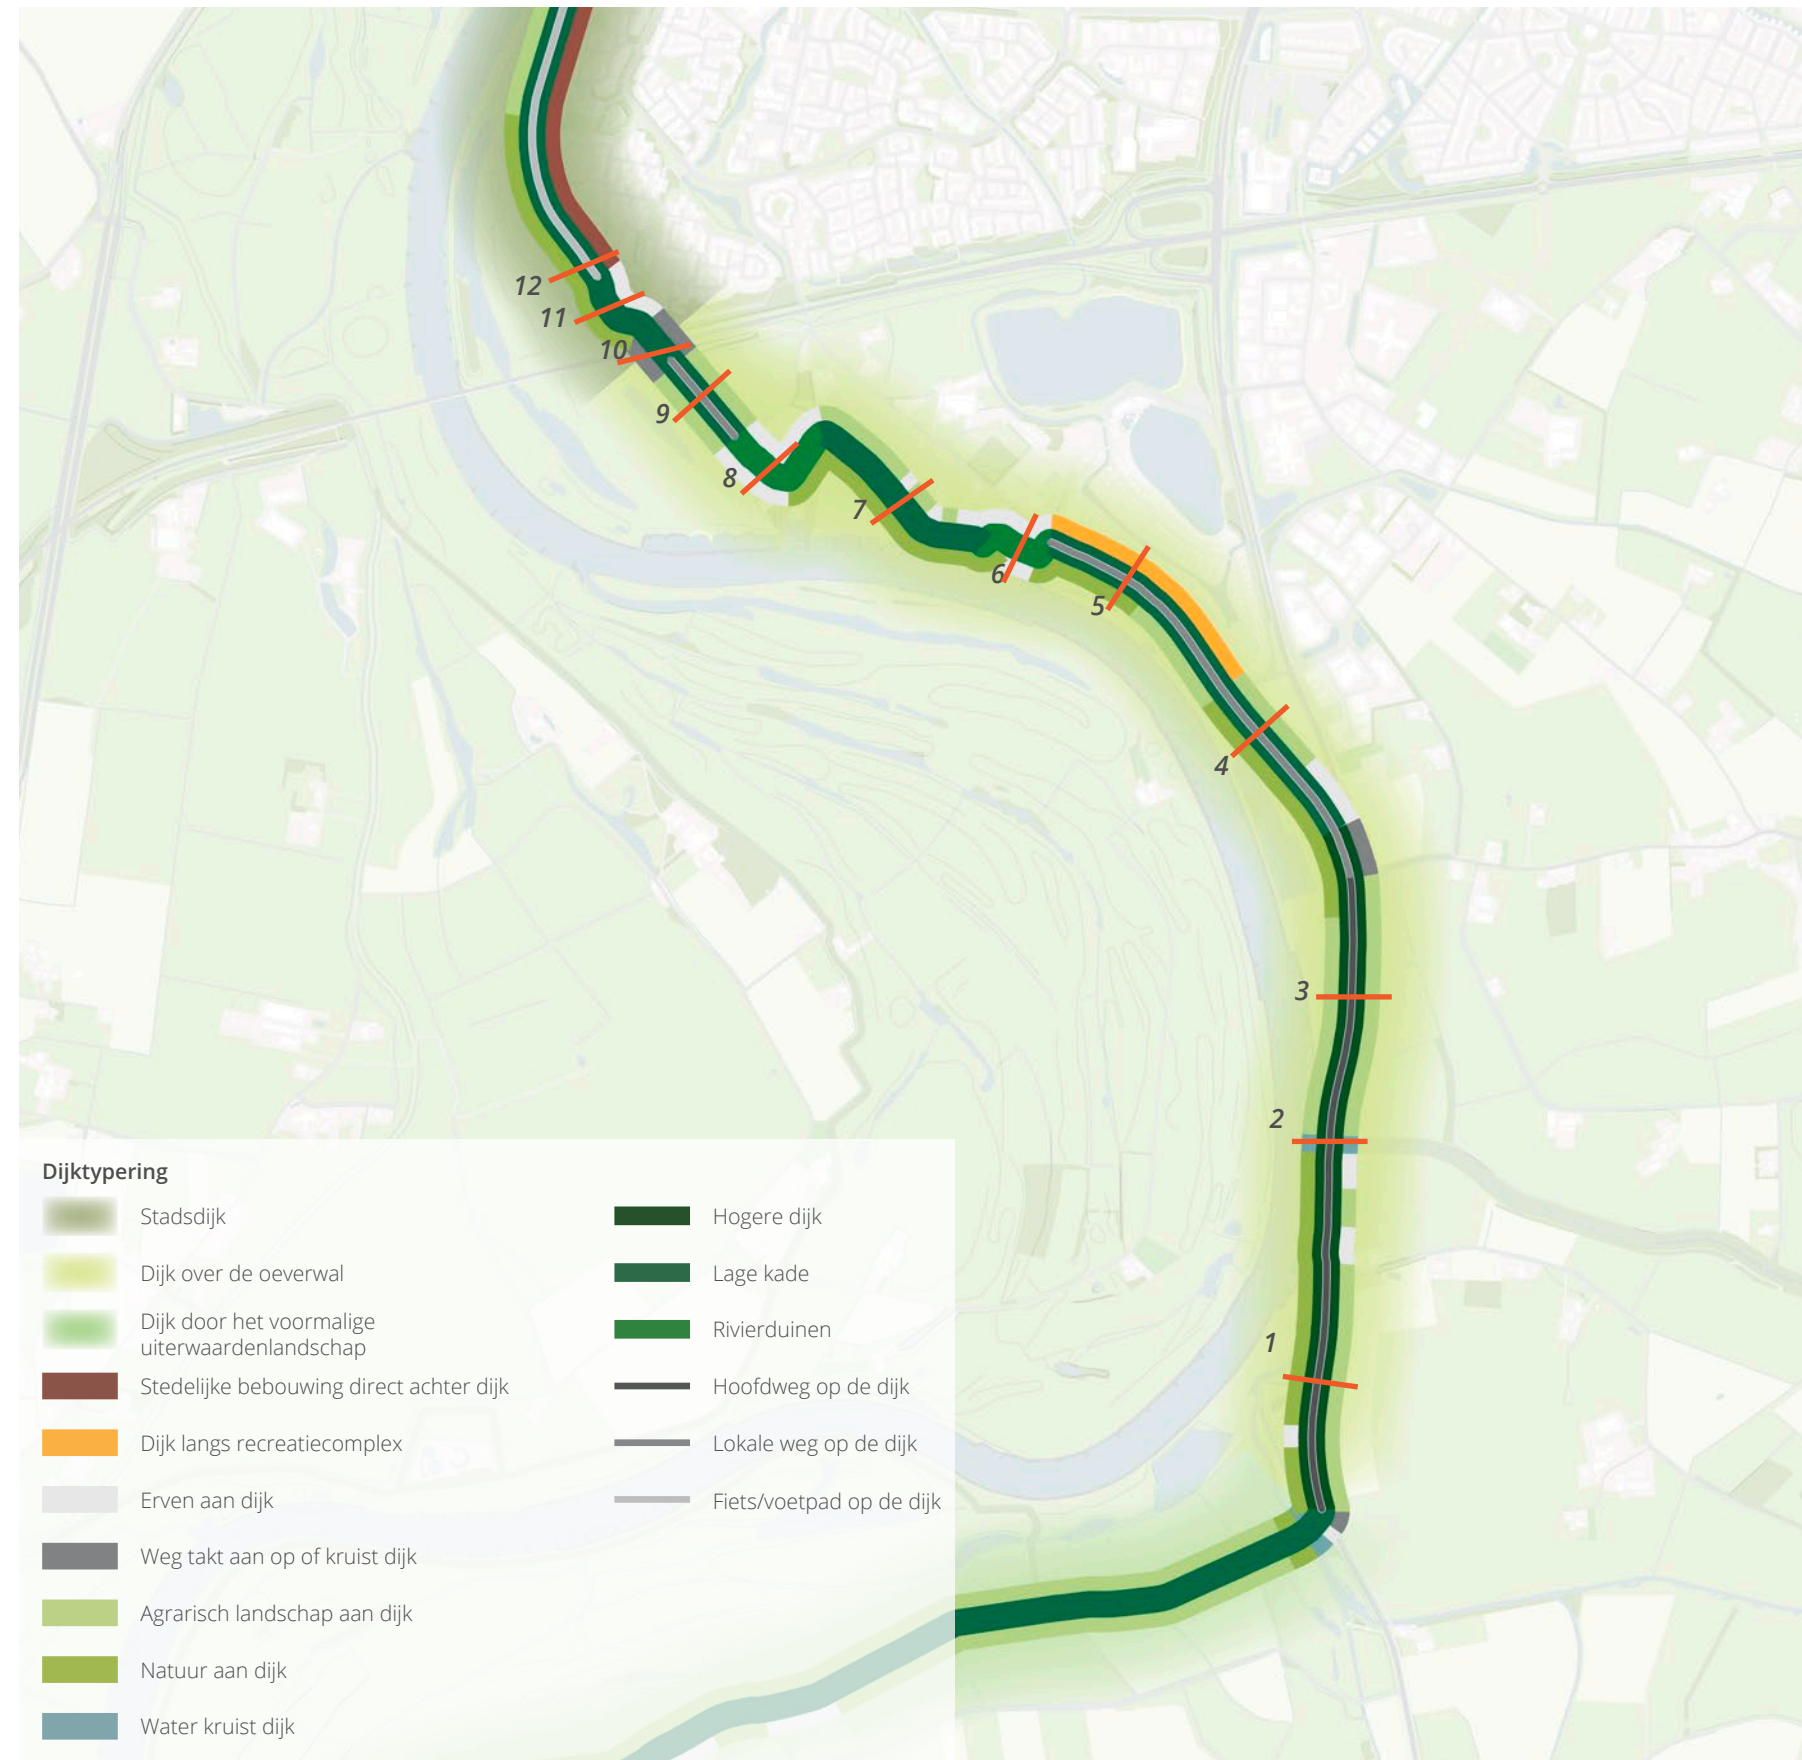 12
11
10
9
8
7
6
5
4
3
2
1
Dijktypering
Stadsdijk
Dijk over de oeverwal
Dijk door het voormalige
uiterwaardenlandschap
Stedelijke bebouwing direct achter dijk
Dijk langs recreatiecomplex
Erven aan dijk
Weg takt aan op of kruist dijk
Agrarisch landschap aan dijk
Natuur aan dijk
Water kruist dijk
Hogere dijk
Lage kade
Rivierduinen
Hoofdweg op de dijk
Lokale weg op de dijk
Fiets/voetpad op de dijk